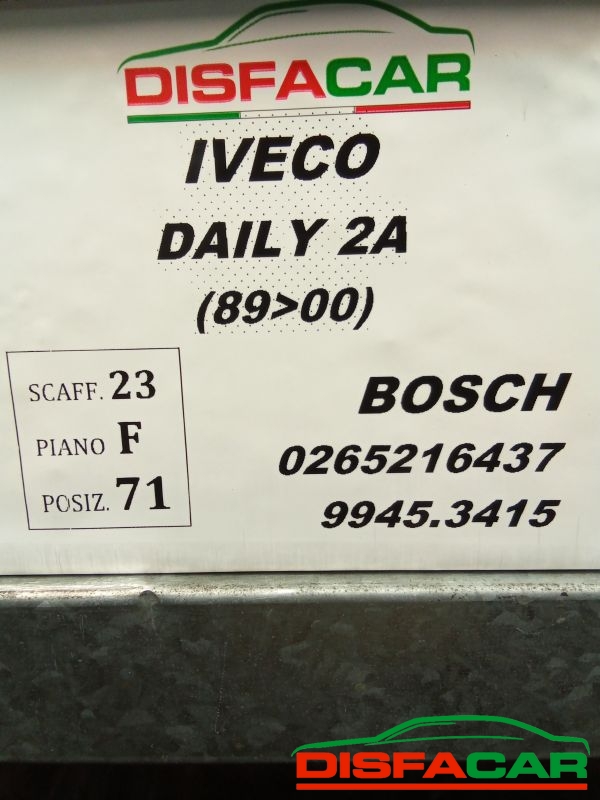 DISFACAR
IVECO
DAILY 2A
(89>00)
SCAFF. 23
PIANO F
POSIZ. 71
BOSCH
0265216437
9945.3415
DISFACAR